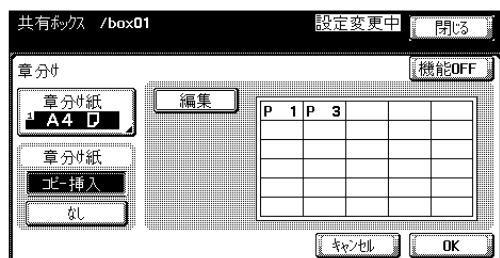 共有ﾎﾞｯｸｽ /box01 設定変更中 閉じる
章分け 機能OFF
章分け紙 編集
1 A4
P 1 P 3
章分け紙
ｺﾋﾟｰ挿入
なし
ｷｬﾝｾﾙ OK